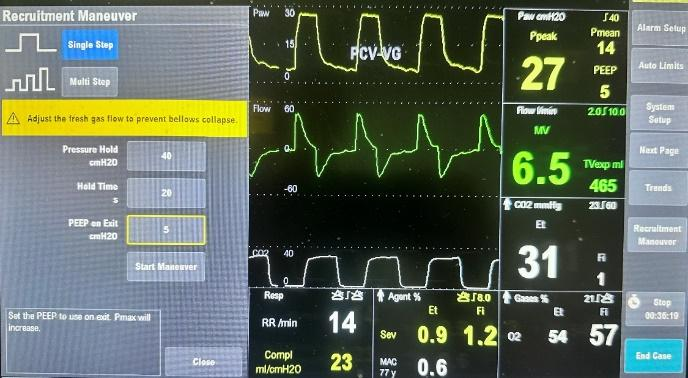 Recruitment Maneuver
Single Step
Multi Step
Adjust the fresh gas flow to prevent bellows collapse.
Pressure Hold
cmH2O
40
Hold Time
s
20
PEEP on Exit
cmH2O
5
Start Maneuver
Set the PEEP to use on exit. Pmax will
increase.
Close
Paw
30
15
0
PCV-VG
Flow
60
0
-60
CO2
40
0
Paw cmH2O
40
Ppeak
27
Pmean
14
PEEP
5
Flow l/min
2.0 10.0
MV
6.5
TVexp ml
465
CO2 mmHg
23 60
Et
31
Fi
1
Resp
RR /min
14
Compl
ml/cmH2O
23
Agent %
8.0
Et
Fi
Sev
0.9
1.2
MAC
77 y
0.6
Gases %
21
Et
Fi
O2
54
57
Alarm Setup
Auto Limits
System
Setup
Next Page
Trends
Recruitment
Maneuver
Stop
00:36:19
End Case